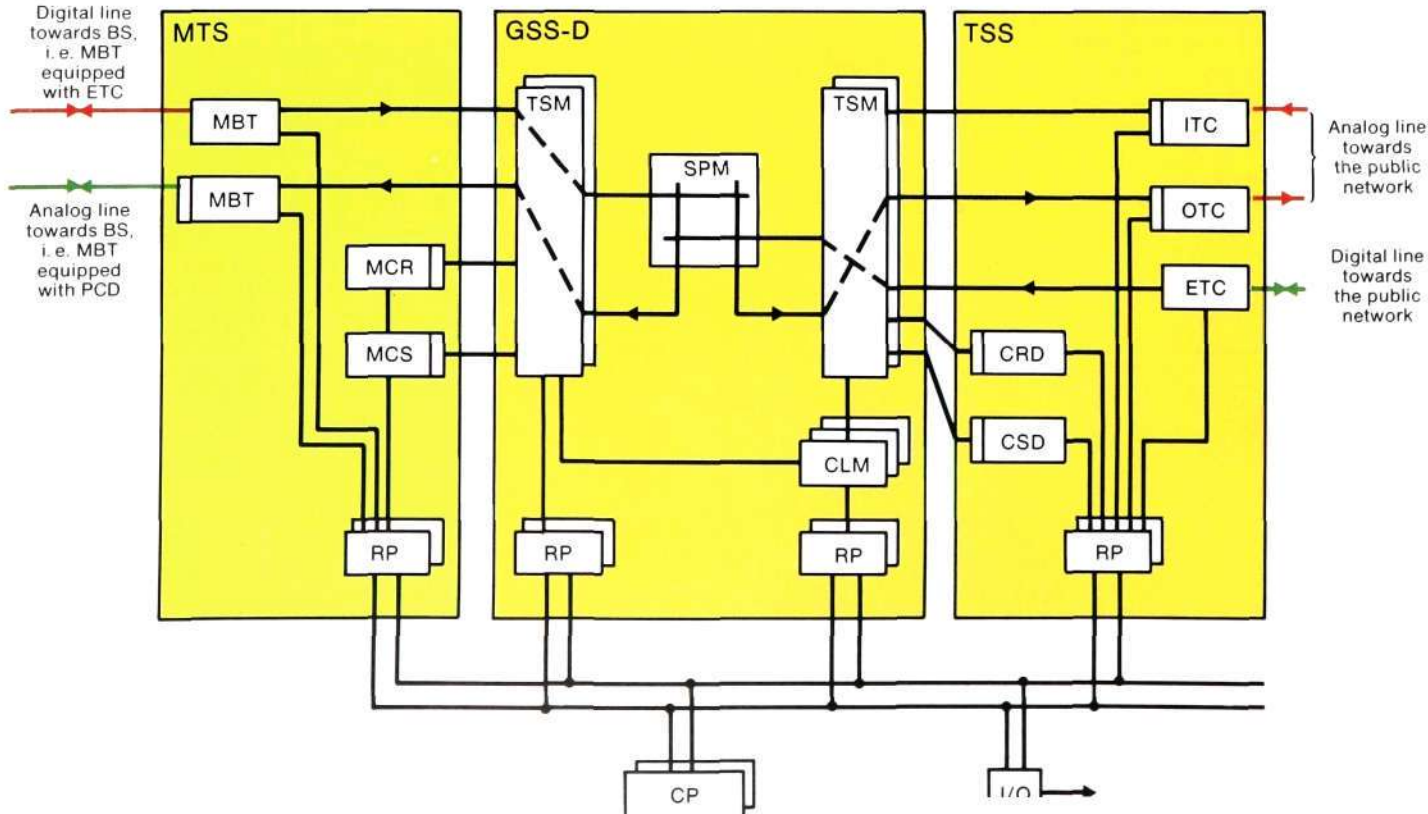 Digital line
towards BS,
i. e. MBT
equipped
with ETC
Analog line
towards BS,
i. e. MBT
equipped
with PCD
MTS
MBT
MBT
MCR
MCS
RP
GSS-D
TSM
SPM
TSM
CLM
RP
RP
TSS
ITC
OTC
ETC
CRD
CSD
RP
Analog line
towards
the public
network
Digital line
towards
the public
network
CP
I/O